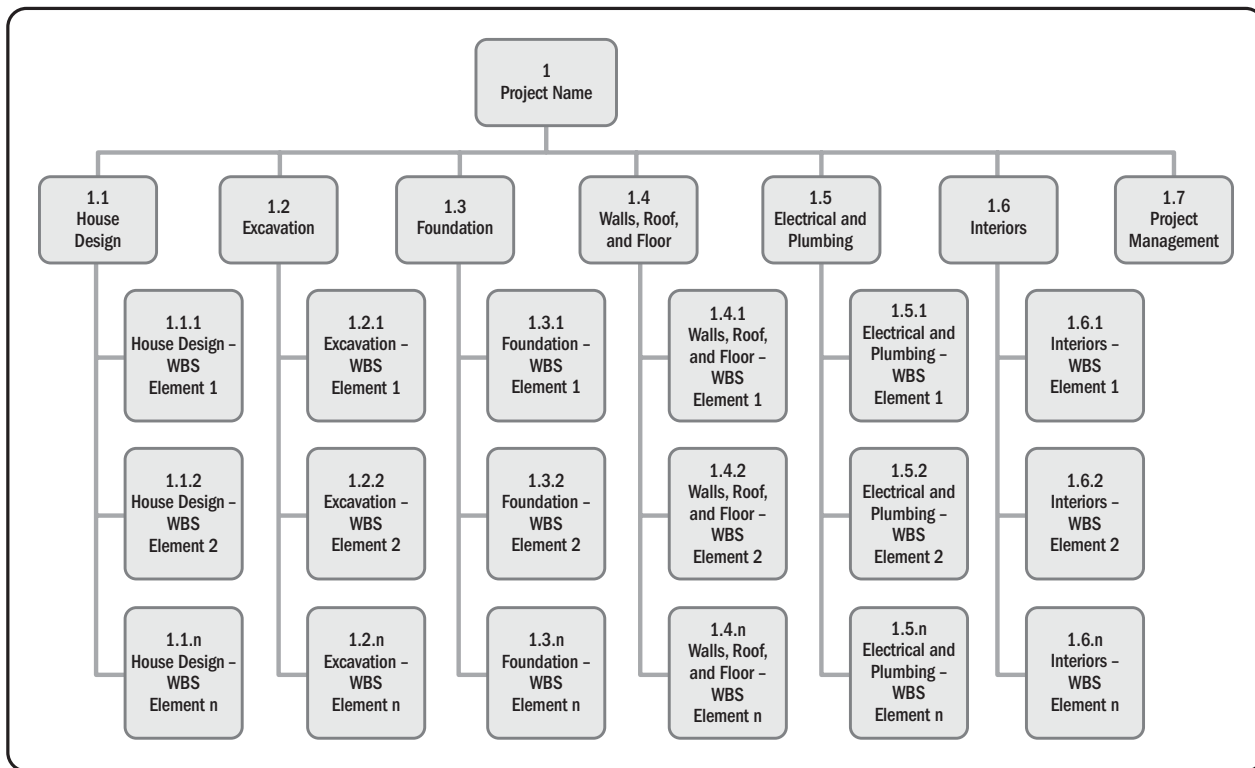 1
Project Name
1.1
House
Design
1.2
Excavation
1.3
Foundation
1.4
Walls, Roof,
and Floor
1.5
Electrical and
Plumbing
1.6
Interiors
1.7
Project
Management
1.1.1
House Design –
WBS
Element 1
1.2.1
Excavation –
WBS
Element 1
1.3.1
Foundation –
WBS
Element 1
1.4.1
Walls, Roof,
and Floor –
WBS
Element 1
1.5.1
Electrical and
Plumbing –
WBS
Element 1
1.6.1
Interiors –
WBS
Element 1
1.1.2
House Design –
WBS
Element 2
1.2.2
Excavation –
WBS
Element 2
1.3.2
Foundation –
WBS
Element 2
1.4.2
Walls, Roof,
and Floor –
WBS
Element 2
1.5.2
Electrical and
Plumbing –
WBS
Element 2
1.6.2
Interiors –
WBS
Element 2
1.1.n
House Design –
WBS
Element n
1.2.n
Excavation –
WBS
Element n
1.3.n
Foundation –
WBS
Element n
1.4.n
Walls, Roof,
and Floor –
WBS
Element n
1.5.n
Electrical and
Plumbing –
WBS
Element n
1.6.n
Interiors –
WBS
Element n